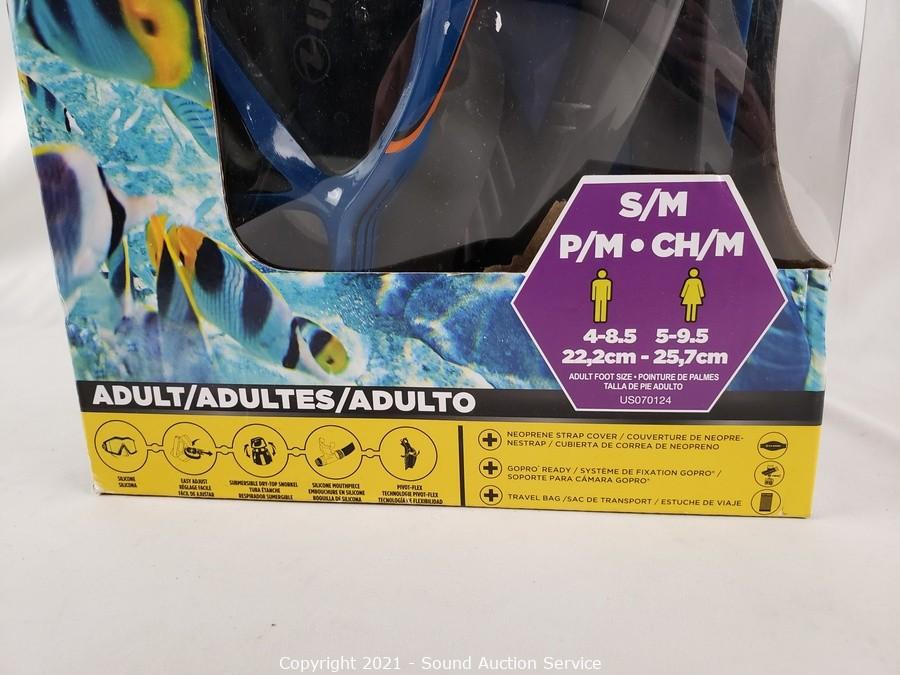 S/M
P/M • CH/M
4-8.5 5-9.5
22,2cm - 25,7cm
ADULT FOOT SIZE • POINTURE DE PALMES
TALLA DE PIE ADULTO
US070124
ADULT/ADULTES/ADULTO
SILICONE
SILICONA
EASY ADJUST
RÉGLAGE FACILE
FÁCIL DE AJUSTAR
SUBMERSIBLE DRY-TOP SNORKEL
TUBA ÉTANCHE
RESPIRADOR SUMERGIBLE
SILICONE MOUTHPIECE
EMBOUCHURE EN SILICONE
BOQUILLA DE SILICONA
PIVOT-FLEX
TECHNOLOGIE PIVOT-FLEX
TECNOLOGÍA Y FLEXIBILIDAD
NEOPRENE STRAP COVER / COUVERTURE DE NEOPRE-
NESTRAP / CUBIERTA DE CORREA DE NEOPRENO
GOPRO® READY / SYSTÈME DE FIXATION GOPRO® /
SOPORTE PARA CÁMARA GOPRO®
TRAVEL BAG /SAC DE TRANSPORT / ESTUCHE DE VIAJE
Copyright 2021 - Sound Auction Service